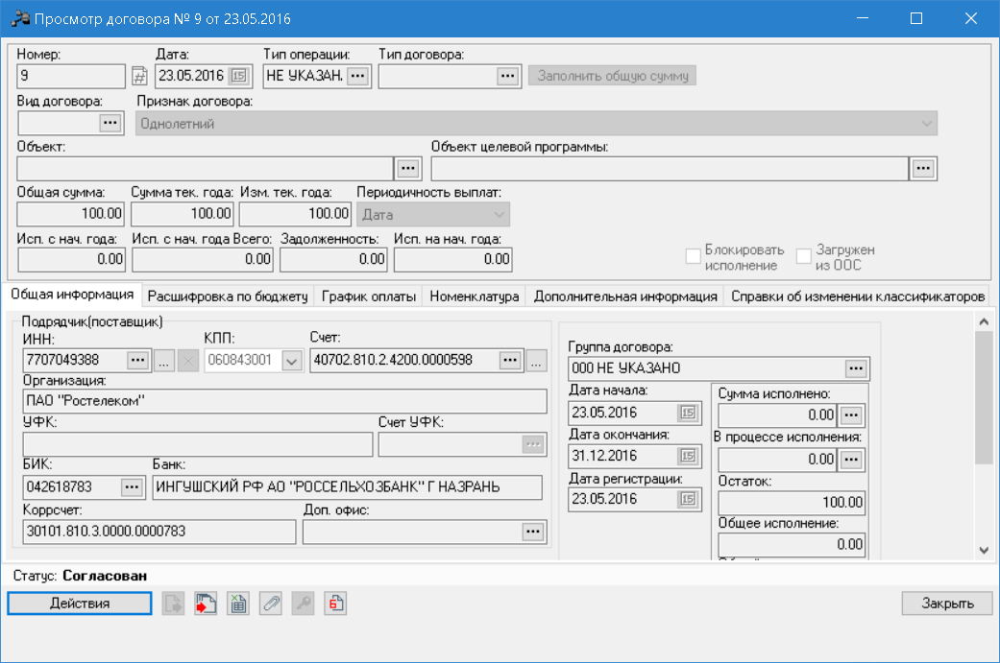 Просмотр договора № 9 от 23.05.2016
Номер: Дата: Тип операции: Тип договора:
9 23.05.2016 15 НЕ УКАЗАН. ... ... Заполнить общую сумму
Вид договора: Признак договора:
... Однолетний
Объект: Объект целевой программы:
... ...
Общая сумма: Сумма тек. года: Изм. тек. года: Периодичность выплат:
100.00 100.00 100.00 Дата
Исп. с нач. года: Исп. с нач. года Всего: Задолженность: Исп. на нач. года:
0.00 0.00 0.00 0.00
Блокировать исполнение
Загружен из ООС
Общая информация Расшифровка по бюджету График оплаты Номенклатура Дополнительная информация Справки об изменении классификаторов
Подрядчик(поставщик)
ИНН: КПП: Счет:
7707049388 ... ... 060843001 40702.810.2.4200.0000598 ... ...
Организация:
ПАО "Ростелеком"
УФК: Счет УФК:
...
БИК: Банк:
042618783 ... ИНГУШСКИЙ РФ АО "РОССЕЛЬХОЗБАНК" Г НАЗРАНЬ
Коррсчет: Доп. офис:
30101.810.3.0000.0000783 ...
Группа договора:
000 НЕ УКАЗАНО ...
Дата начала:
23.05.2016 15
Дата окончания:
31.12.2016 15
Дата регистрации:
23.05.2016 15
Сумма исполнено:
0.00 ...
В процессе исполнения:
0.00 ...
Остаток:
100.00
Общее исполнение:
0.00
Статус: Согласован
Действия Закрыть